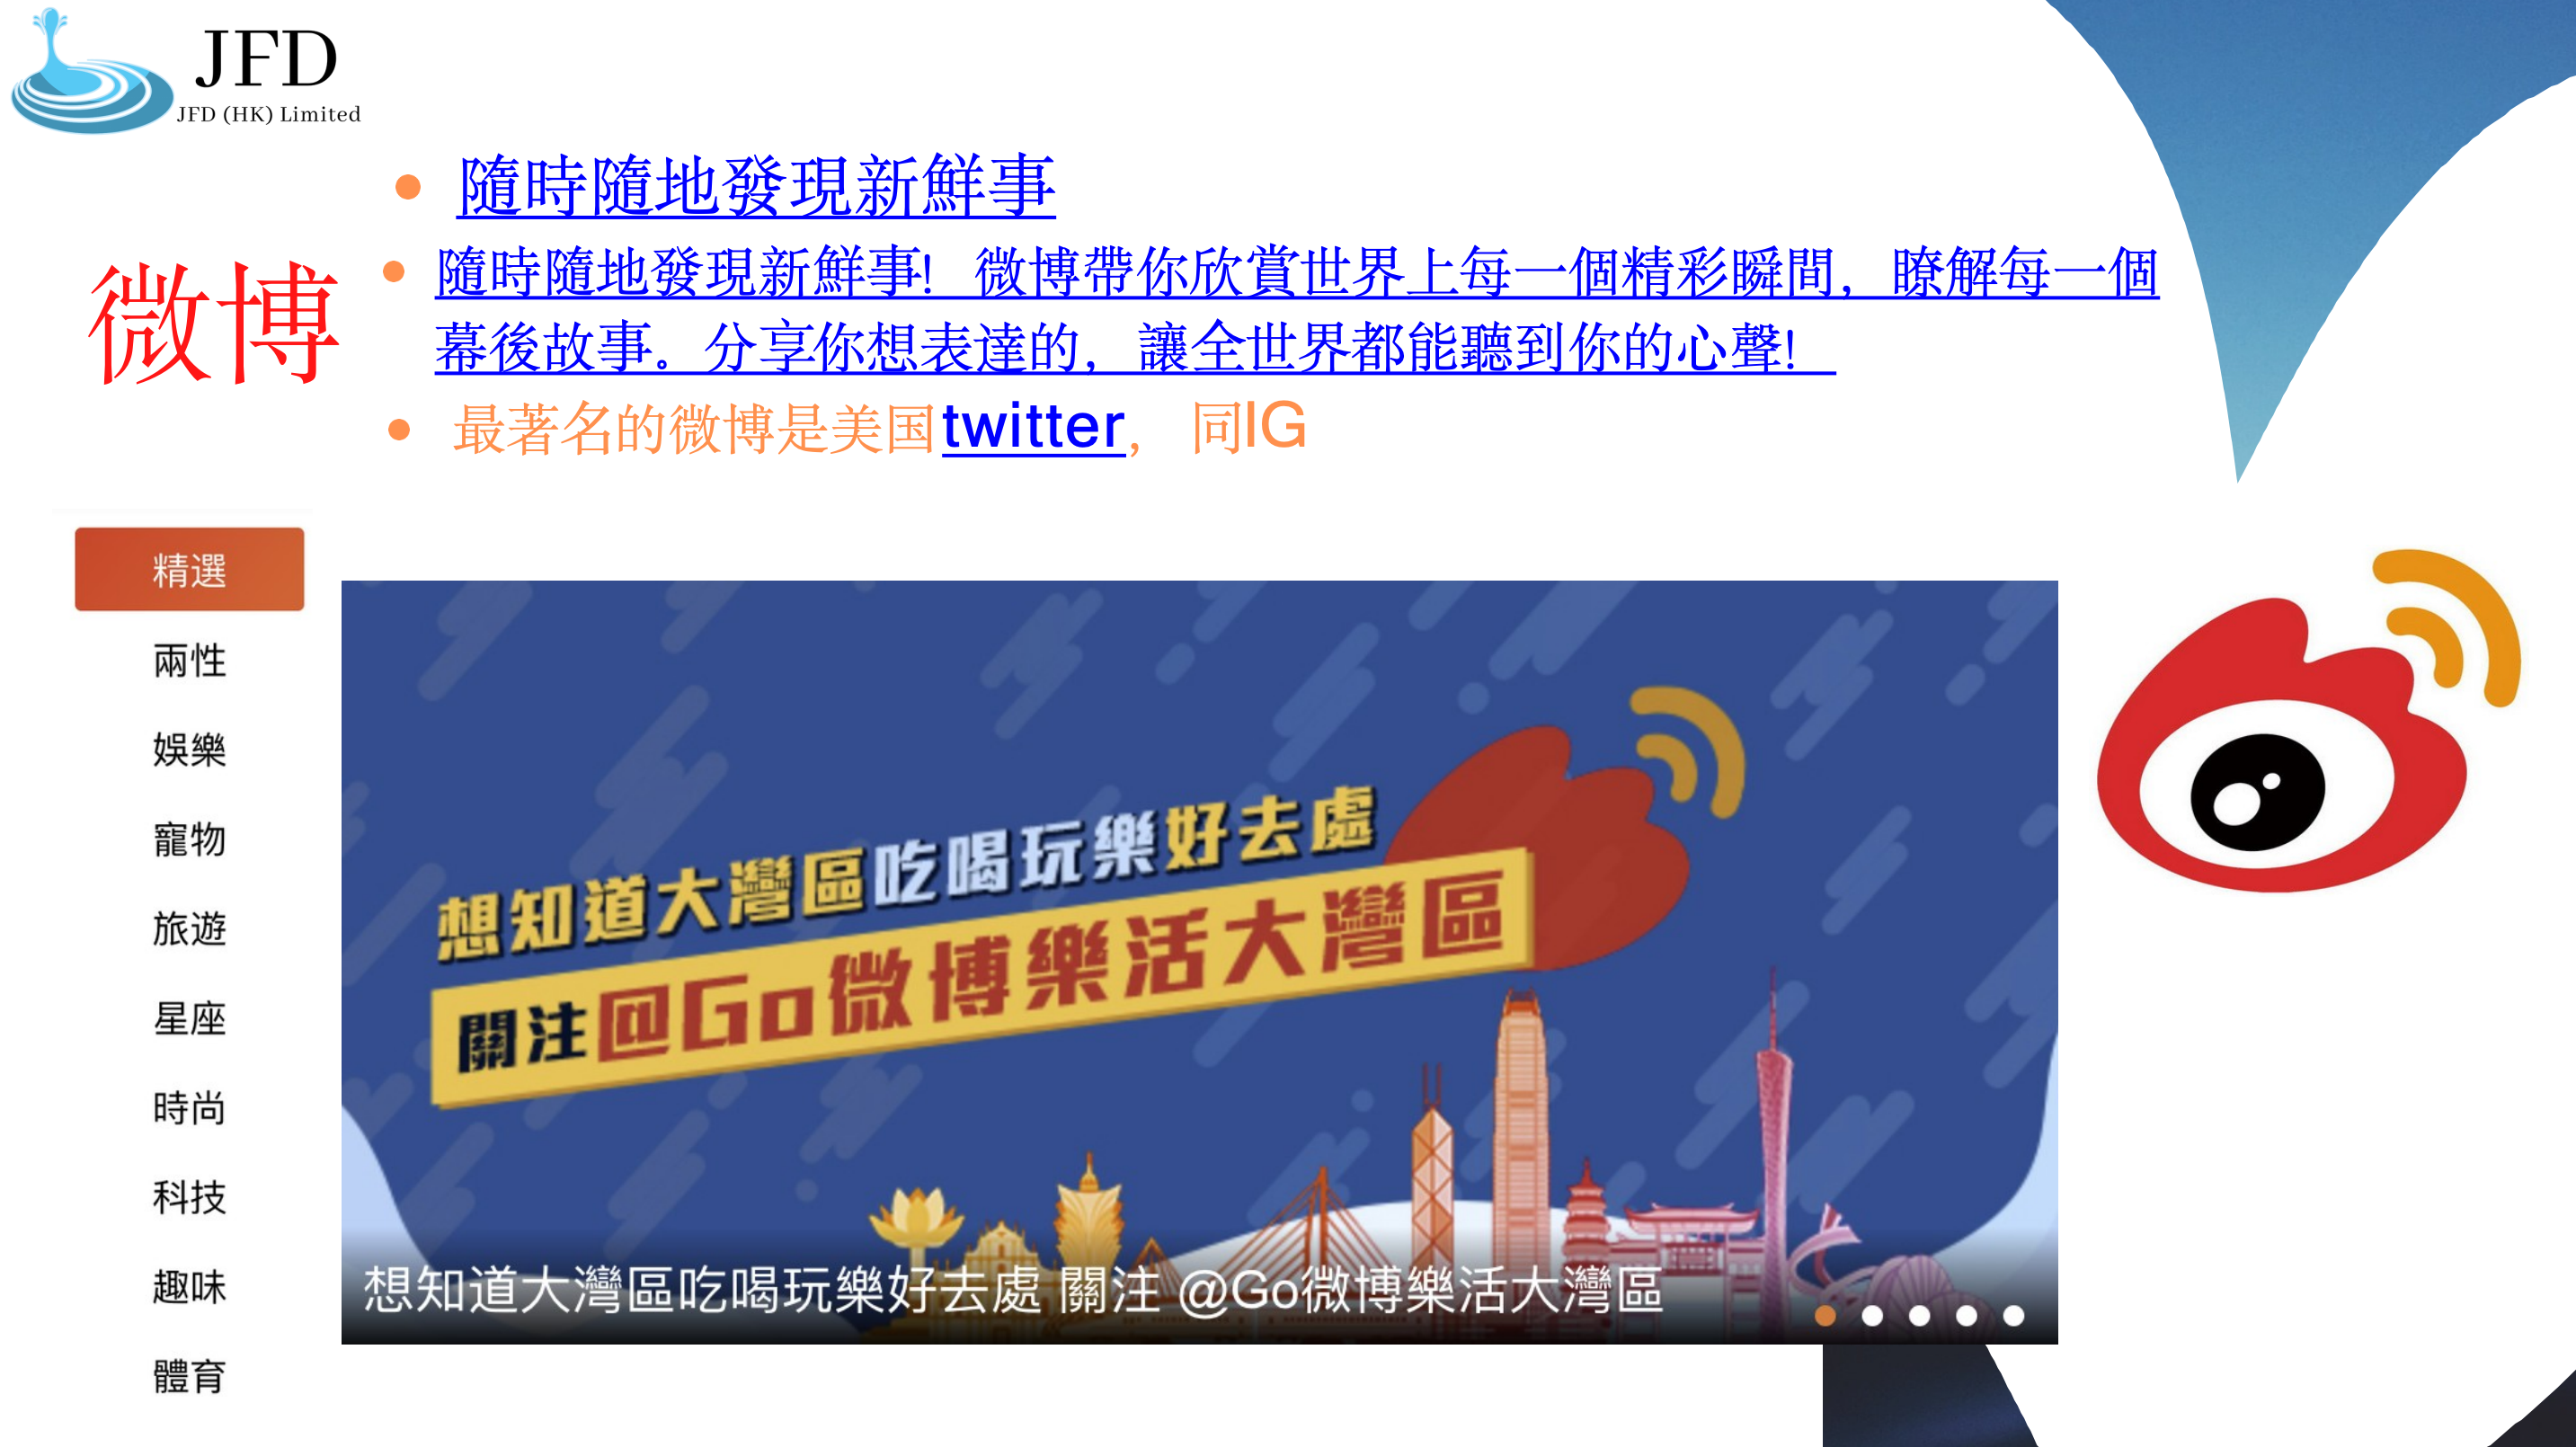 JFD
JFD (HK) Limited
微博
隨時隨地發現新鮮事
隨時隨地發現新鮮事！微博帶你欣賞世界上每一個精彩瞬間，瞭解每一個
幕後故事。分享你想表達的，讓全世界都能聽到你的心聲！
最著名的微博是美国twitter， 同IG
精選
兩性
娛樂
寵物
旅遊
星座
時尚
科技
趣味
體育
想知道大灣區吃喝玩樂好去處
關注@Go微博樂活大灣區
想知道大灣區吃喝玩樂好去處 關注 @Go微博樂活大灣區